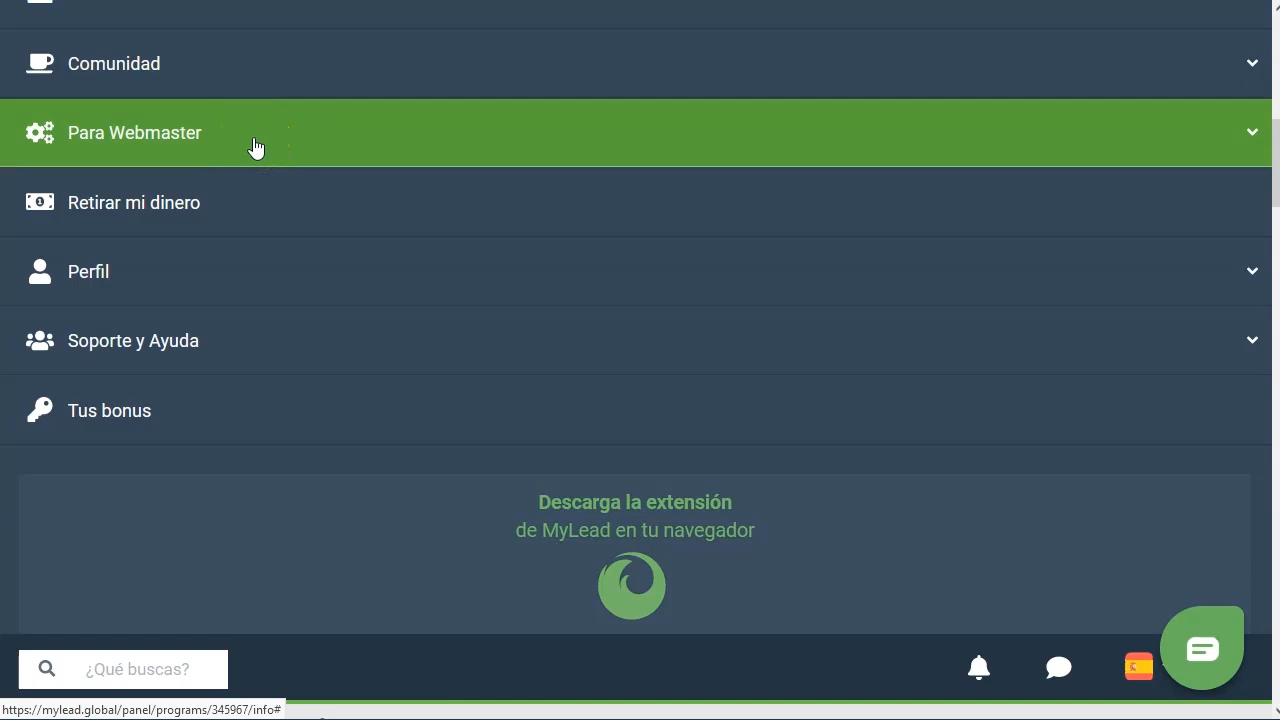 Comunidad
Para Webmaster
Retirar mi dinero
Perfil
Soporte y Ayuda
Tus bonus
Descarga la extensión
de MyLead en tu navegador
¿Qué buscas?
https://mylead.global/panel/programs/345967/info#